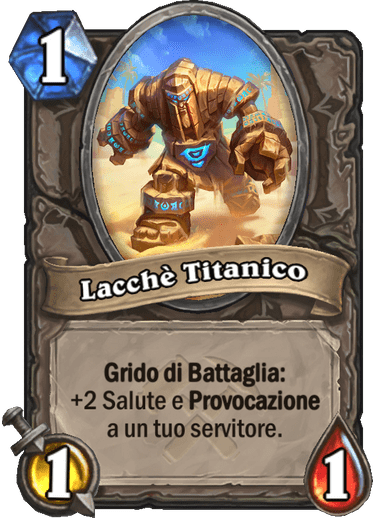 1
Lacchè Titanico
Grido di Battaglia:
+2 Salute e Provocazione
a un tuo servitore.
1
1